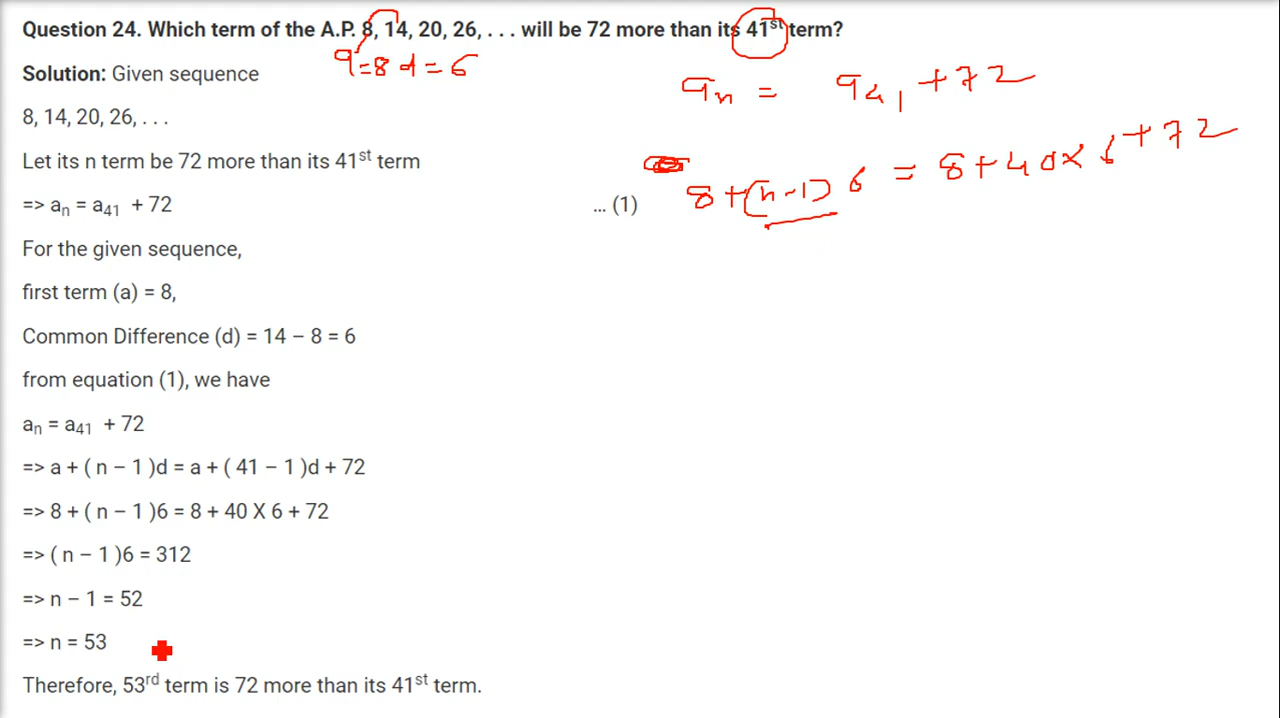 Question 24. Which term of the A.P. 8, 14, 20, 26, . . . will be 72 more than its 41st term?
a=8 d=6
Solution: Given sequence
aₙ = a₄₁ +72
8, 14, 20, 26, . . .
8+(n-1) 6 = 8+40× 6 +72
Let its n term be 72 more than its 41st term
=> aₙ = a₄₁ + 72 ... (1)
For the given sequence,
first term (a) = 8,
Common Difference (d) = 14 – 8 = 6
from equation (1), we have
aₙ = a₄₁ + 72
=> a + ( n – 1 )d = a + ( 41 – 1 )d + 72
=> 8 + ( n – 1 )6 = 8 + 40 X 6 + 72
=> ( n – 1 )6 = 312
=> n – 1 = 52
=> n = 53
Therefore, 53rd term is 72 more than its 41st term.